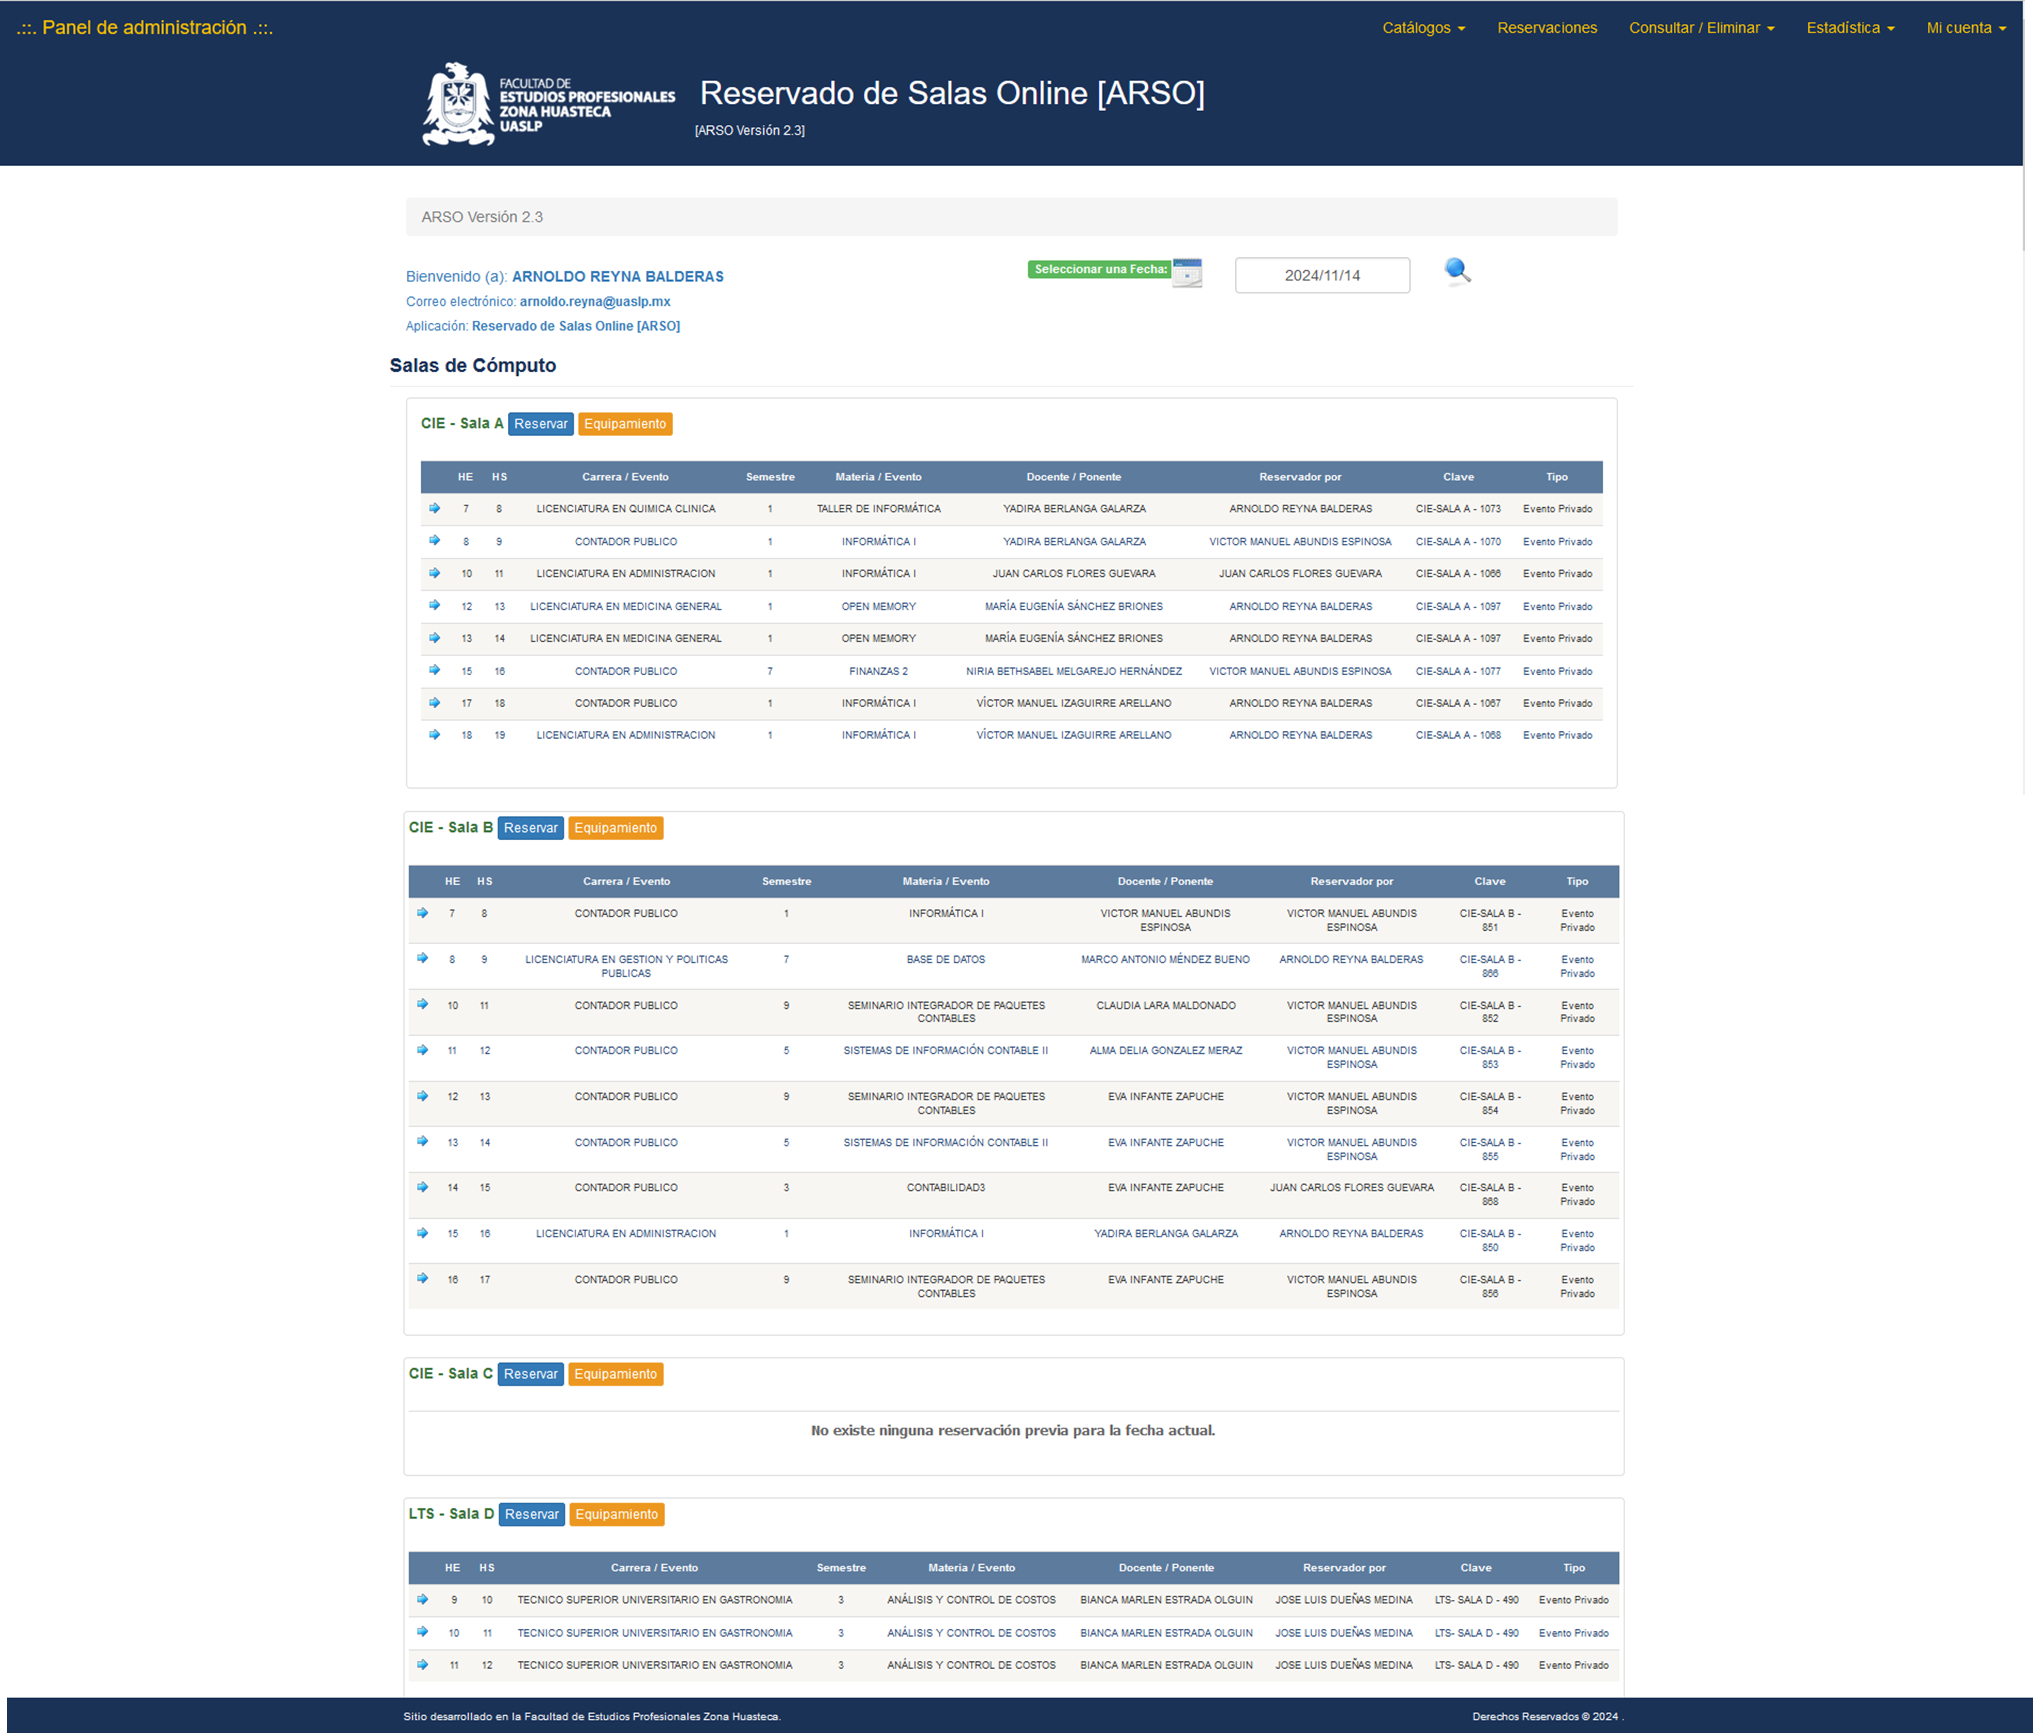 .::. Panel de administración .::.
Catálogos Reservaciones Consultar / Eliminar Estadística Mi cuenta
FACULTAD DE
ESTUDIOS PROFESIONALES
ZONA HUASTECA
UASLP
Reservado de Salas Online [ARSO]
[ARSO Versión 2.3]
ARSO Versión 2.3
Bienvenido (a): ARNOLDO REYNA BALDERAS
Seleccionar una Fecha: 2024/11/14
Correo electrónico: arnoldo.reyna@uaslp.mx
Aplicación: Reservado de Salas Online [ARSO]
Salas de Cómputo
CIE - Sala A Reservar Equipamiento
HE HS Carrera / Evento Semestre Materia / Evento Docente / Ponente Reservador por Clave Tipo
7 8 LICENCIATURA EN QUIMICA CLINICA 1 TALLER DE INFORMÁTICA YADIRA BERLANGA GALARZA ARNOLDO REYNA BALDERAS CIE-SALA A - 1073 Evento Privado
8 9 CONTADOR PUBLICO 1 INFORMÁTICA I YADIRA BERLANGA GALARZA VICTOR MANUEL ABUNDIS ESPINOSA CIE-SALA A - 1070 Evento Privado
10 11 LICENCIATURA EN ADMINISTRACION 1 INFORMÁTICA I JUAN CARLOS FLORES GUEVARA JUAN CARLOS FLORES GUEVARA CIE-SALA A - 1066 Evento Privado
12 13 LICENCIATURA EN MEDICINA GENERAL 1 OPEN MEMORY MARÍA EUGENÍA SÁNCHEZ BRIONES ARNOLDO REYNA BALDERAS CIE-SALA A - 1097 Evento Privado
13 14 LICENCIATURA EN MEDICINA GENERAL 1 OPEN MEMORY MARÍA EUGENÍA SÁNCHEZ BRIONES ARNOLDO REYNA BALDERAS CIE-SALA A - 1097 Evento Privado
15 16 CONTADOR PUBLICO 7 FINANZAS 2 NIRIA BETHSABEL MELGAREJO HERNÁNDEZ VICTOR MANUEL ABUNDIS ESPINOSA CIE-SALA A - 1077 Evento Privado
17 18 CONTADOR PUBLICO 1 INFORMÁTICA I VÍCTOR MANUEL IZAGUIRRE ARELLANO ARNOLDO REYNA BALDERAS CIE-SALA A - 1067 Evento Privado
18 19 LICENCIATURA EN ADMINISTRACION 1 INFORMÁTICA I VÍCTOR MANUEL IZAGUIRRE ARELLANO ARNOLDO REYNA BALDERAS CIE-SALA A - 1068 Evento Privado
CIE - Sala B Reservar Equipamiento
HE HS Carrera / Evento Semestre Materia / Evento Docente / Ponente Reservador por Clave Tipo
7 8 CONTADOR PUBLICO 1 INFORMÁTICA I VICTOR MANUEL ABUNDIS VICTOR MANUEL ABUNDIS CIE-SALA B - Evento
ESPINOSA ESPINOSA 851 Privado
8 9 LICENCIATURA EN GESTION Y POLITICAS 7 BASE DE DATOS MARCO ANTONIO MÉNDEZ BUENO ARNOLDO REYNA BALDERAS CIE-SALA B - Evento
PUBLICAS 866 Privado
10 11 CONTADOR PUBLICO 9 SEMINARIO INTEGRADOR DE PAQUETES CLAUDIA LARA MALDONADO VICTOR MANUEL ABUNDIS CIE-SALA B - Evento
CONTABLES ESPINOSA 852 Privado
11 12 CONTADOR PUBLICO 5 SISTEMAS DE INFORMACIÓN CONTABLE II ALMA DELIA GONZALEZ MERAZ VICTOR MANUEL ABUNDIS CIE-SALA B - Evento
ESPINOSA 853 Privado
12 13 CONTADOR PUBLICO 9 SEMINARIO INTEGRADOR DE PAQUETES EVA INFANTE ZAPUCHE VICTOR MANUEL ABUNDIS CIE-SALA B - Evento
CONTABLES ESPINOSA 854 Privado
13 14 CONTADOR PUBLICO 5 SISTEMAS DE INFORMACIÓN CONTABLE II EVA INFANTE ZAPUCHE VICTOR MANUEL ABUNDIS CIE-SALA B - Evento
ESPINOSA 855 Privado
14 15 CONTADOR PUBLICO 3 CONTABILIDAD3 EVA INFANTE ZAPUCHE JUAN CARLOS FLORES GUEVARA CIE-SALA B - Evento
868 Privado
15 16 LICENCIATURA EN ADMINISTRACION 1 INFORMÁTICA I YADIRA BERLANGA GALARZA ARNOLDO REYNA BALDERAS CIE-SALA B - Evento
850 Privado
16 17 CONTADOR PUBLICO 9 SEMINARIO INTEGRADOR DE PAQUETES EVA INFANTE ZAPUCHE VICTOR MANUEL ABUNDIS CIE-SALA B - Evento
CONTABLES ESPINOSA 856 Privado
CIE - Sala C Reservar Equipamiento
No existe ninguna reservación previa para la fecha actual.
LTS - Sala D Reservar Equipamiento
HE HS Carrera / Evento Semestre Materia / Evento Docente / Ponente Reservador por Clave Tipo
9 10 TECNICO SUPERIOR UNIVERSITARIO EN GASTRONOMIA 3 ANÁLISIS Y CONTROL DE COSTOS BIANCA MARLEN ESTRADA OLGUIN JOSE LUIS DUEÑAS MEDINA LTS- SALA D - 490 Evento Privado
10 11 TECNICO SUPERIOR UNIVERSITARIO EN GASTRONOMIA 3 ANÁLISIS Y CONTROL DE COSTOS BIANCA MARLEN ESTRADA OLGUIN JOSE LUIS DUEÑAS MEDINA LTS- SALA D - 490 Evento Privado
11 12 TECNICO SUPERIOR UNIVERSITARIO EN GASTRONOMIA 3 ANÁLISIS Y CONTROL DE COSTOS BIANCA MARLEN ESTRADA OLGUIN JOSE LUIS DUEÑAS MEDINA LTS- SALA D - 490 Evento Privado
Sitio desarrollado en la Facultad de Estudios Profesionales Zona Huasteca. Derechos Reservados © 2024 .